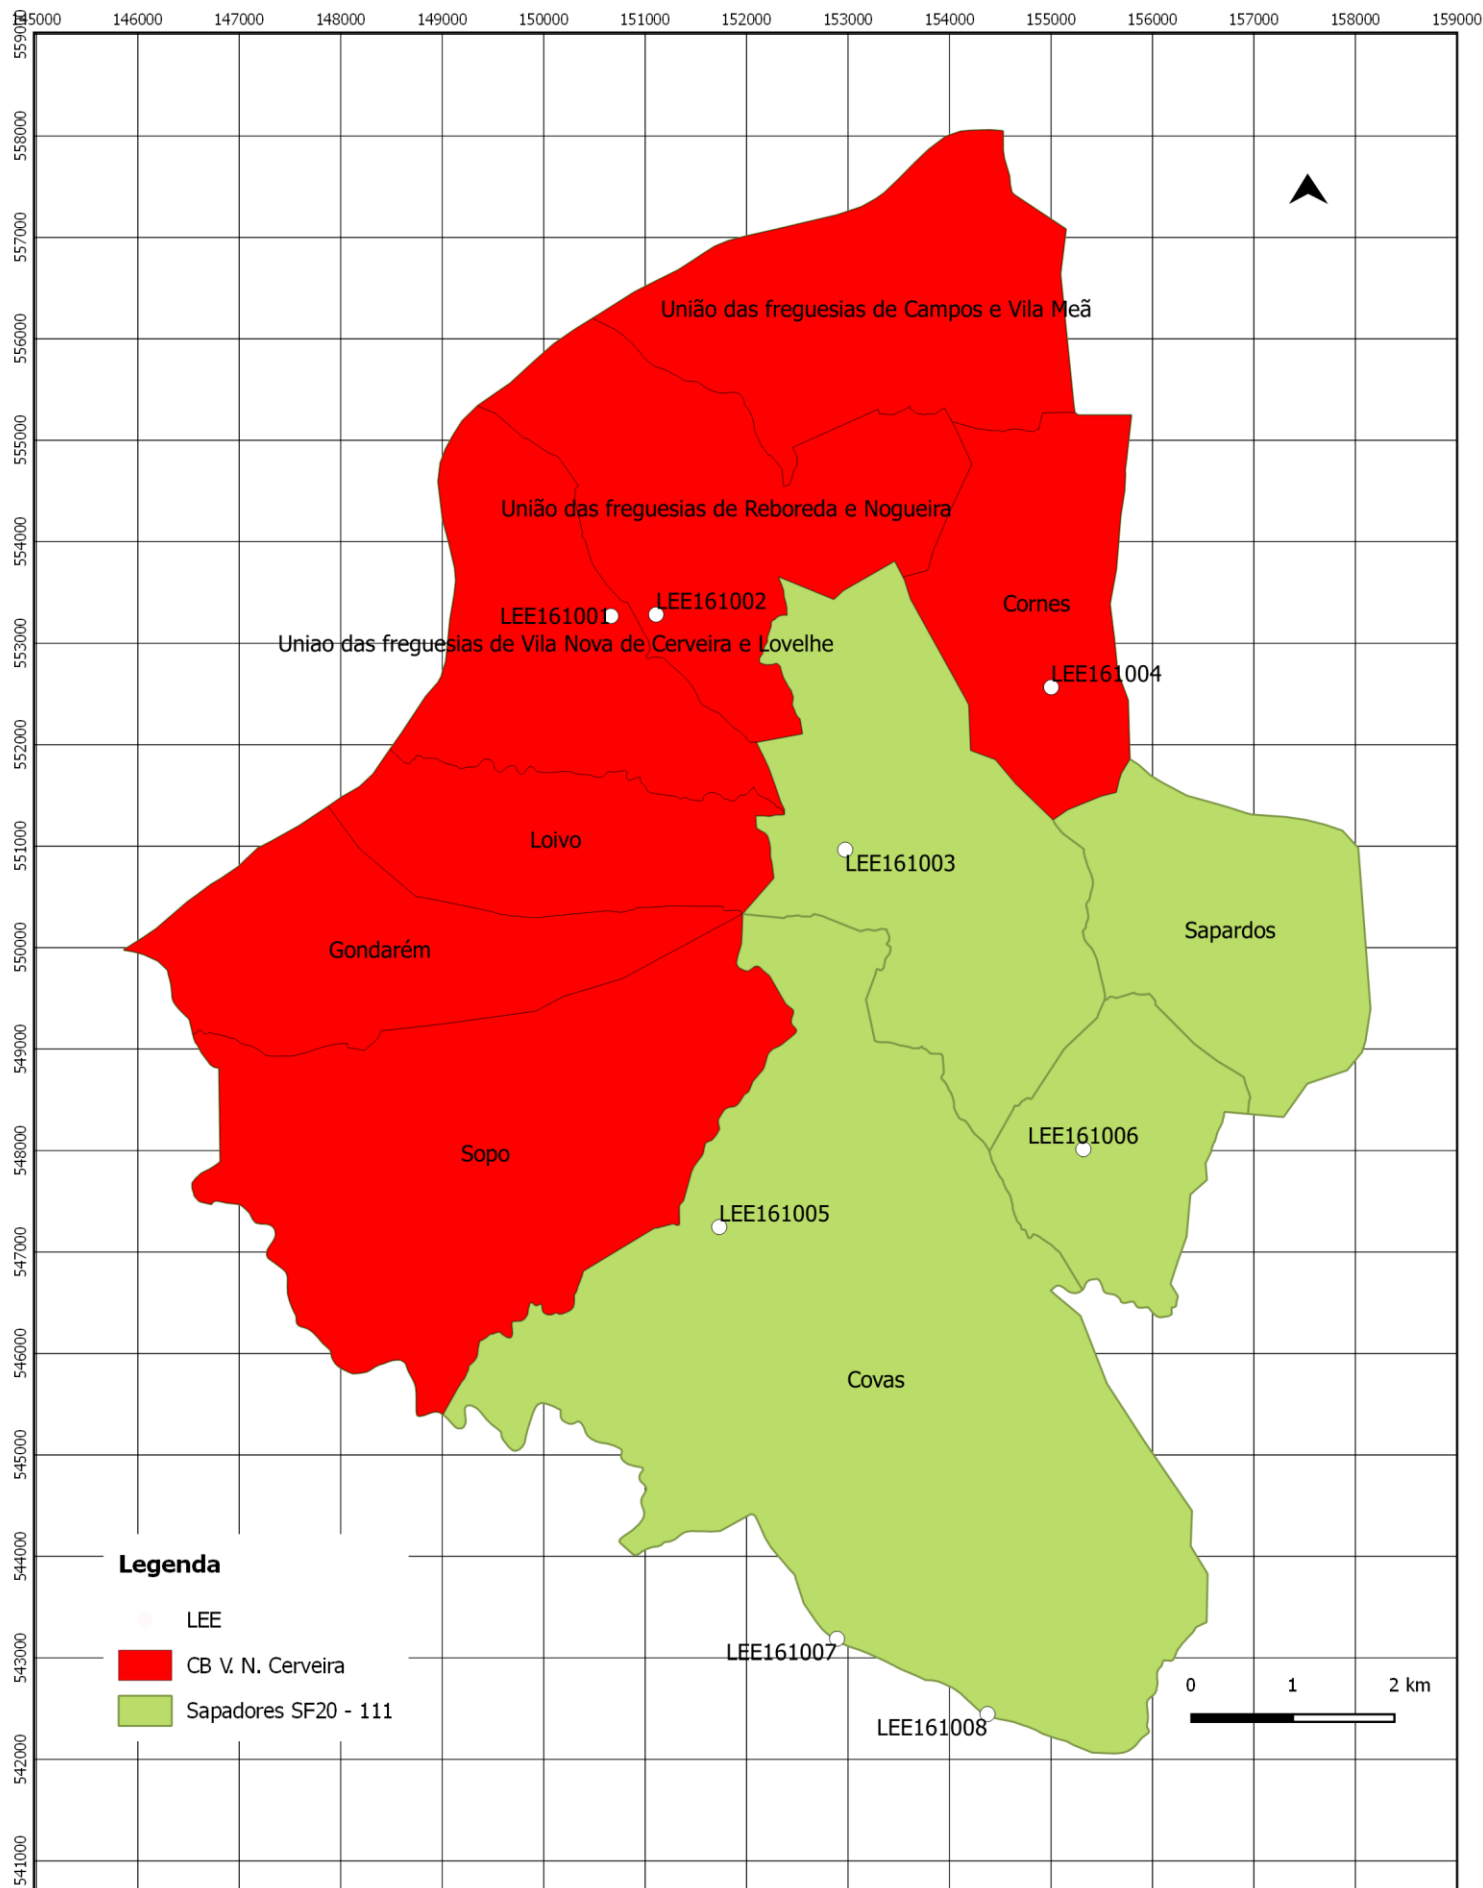 145000 146000 147000 148000 149000 150000 151000 152000 153000 154000 155000 156000 157000 158000 159000
559000
558000
557000
União das freguesias de Campos e Vila Meã
556000
555000
União das freguesias de Reboreda e Nogueira
554000
LEE161002
Cornes
LEE161001
Uniao das freguesias de Vila Nova de Cerveira e Lovelhe
553000
LEE161004
552000
Loivo
551000
LEE161003
Sapardos
Gondarém
550000
549000
LEE161006
Sopo
548000
LEE161005
547000
546000
Covas
545000
544000
Legenda
LEE
LEE161007
543000
CB V. N. Cerveira
0 1 2 km
Sapadores SF20 - 111
LEE161008
542000
541000